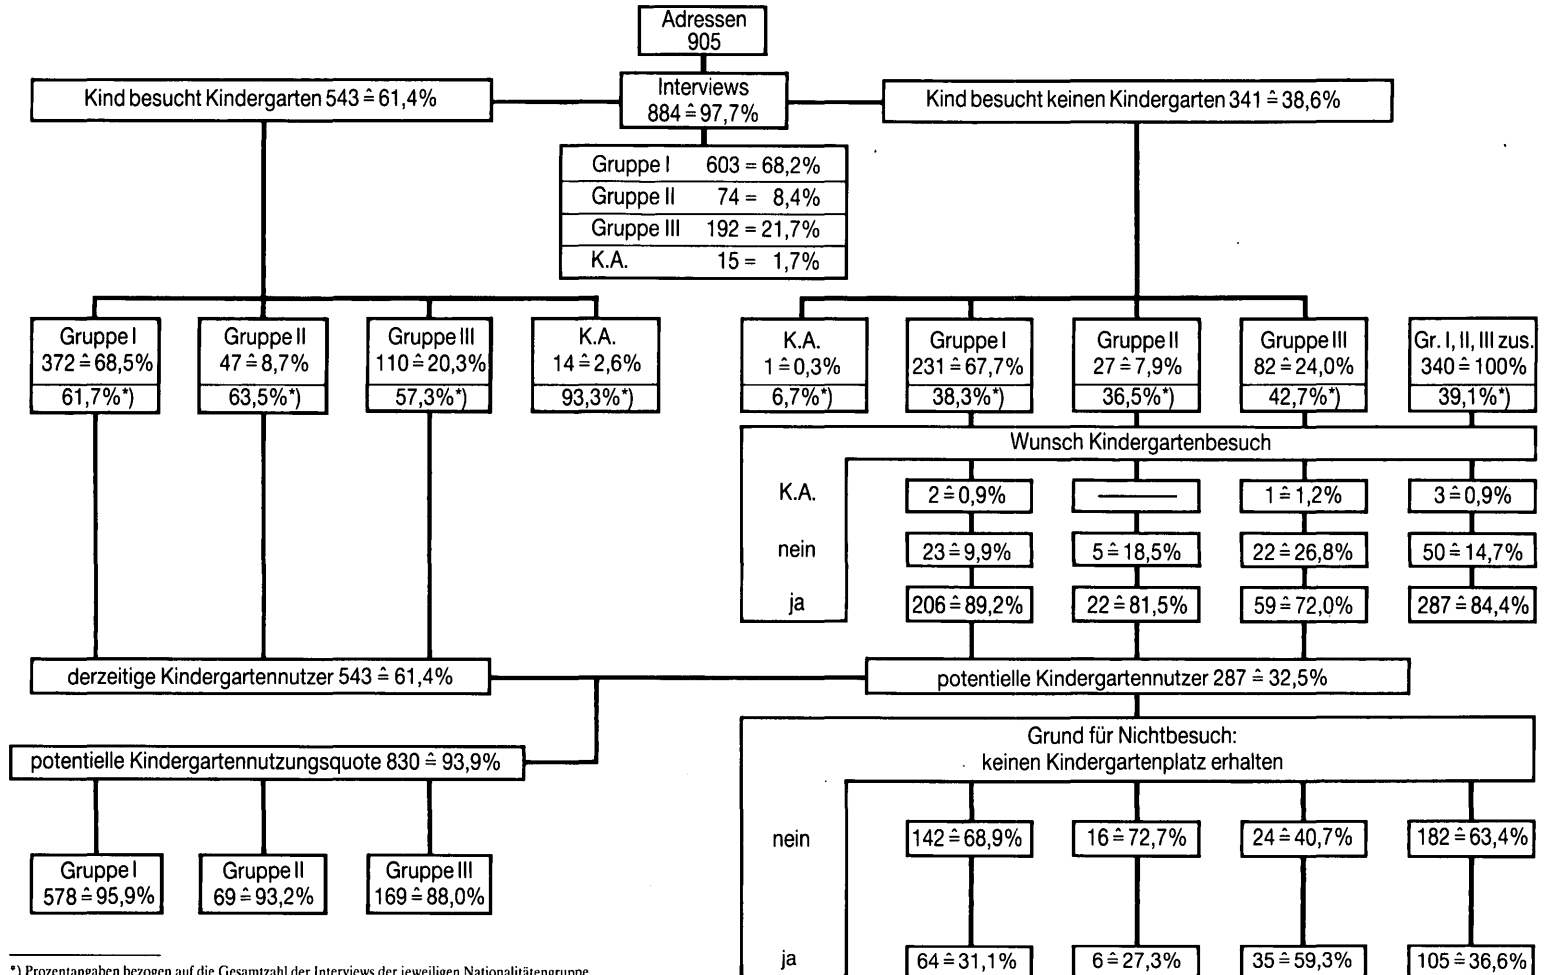 Adressen
905
Interviews
884 ≙ 97,7%
Kind besucht Kindergarten 543 ≙ 61,4%
Kind besucht keinen Kindergarten 341 ≙ 38,6%
Gruppe I 603 = 68,2%
Gruppe II 74 = 8,4%
Gruppe III 192 = 21,7%
K.A. 15 = 1,7%
Gruppe I
372 ≙ 68,5%
61,7%*)
Gruppe II
47 ≙ 8,7%
63,5%*)
Gruppe III
110 ≙ 20,3%
57,3%*)
K.A.
14 ≙ 2,6%
93,3%*)
K.A.
1 ≙ 0,3%
6,7%*)
Gruppe I
231 ≙ 67,7%
38,3%*)
Gruppe II
27 ≙ 7,9%
36,5%*)
Gruppe III
82 ≙ 24,0%
42,7%*)
Gr. I, II, III zus.
340 ≙ 100%
39,1%*)
Wunsch Kindergartenbesuch
K.A. 2 ≙ 0,9% 1 ≙ 1,2% 3 ≙ 0,9%
nein 23 ≙ 9,9% 5 ≙ 18,5% 22 ≙ 26,8% 50 ≙ 14,7%
ja 206 ≙ 89,2% 22 ≙ 81,5% 59 ≙ 72,0% 287 ≙ 84,4%
derzeitige Kindergartennutzer 543 ≙ 61,4%
potentielle Kindergartennutzer 287 ≙ 32,5%
potentielle Kindergartennutzungsquote 830 ≙ 93,9%
Gruppe I
578 ≙ 95,9%
Gruppe II
69 ≙ 93,2%
Gruppe III
169 ≙ 88,0%
Grund für Nichtbesuch:
keinen Kindergartenplatz erhalten
nein 142 ≙ 68,9% 16 ≙ 72,7% 24 ≙ 40,7% 182 ≙ 63,4%
ja 64 ≙ 31,1% 6 ≙ 27,3% 35 ≙ 59,3% 105 ≙ 36,6%
*) Prozentangaben bezogen auf die Gesamtzahl der Interviews der jeweiligen Nationalitätengruppe